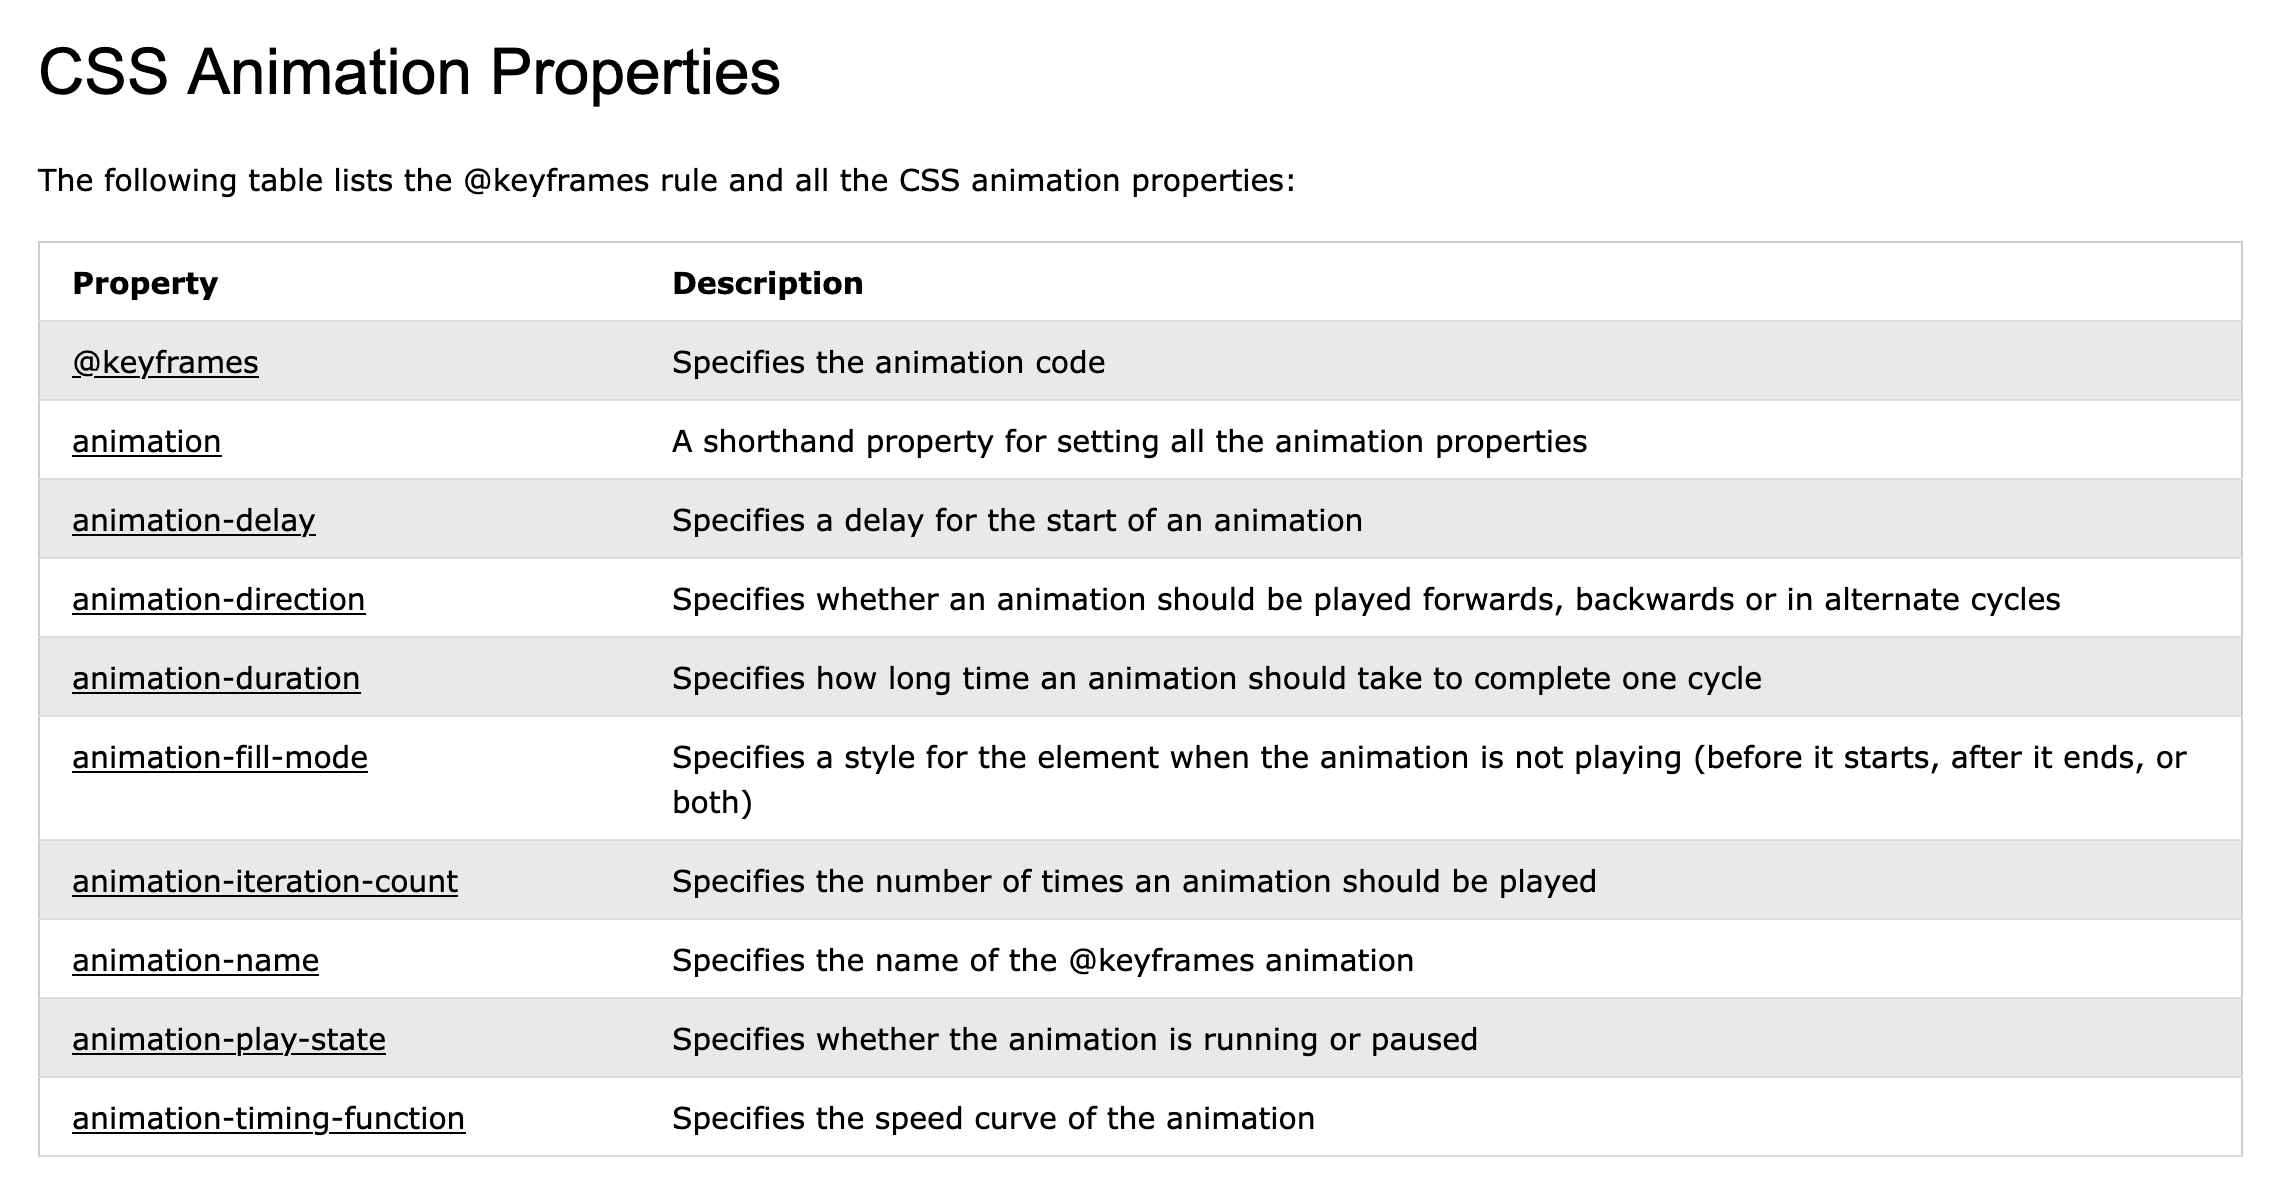 CSS Animation Properties
The following table lists the @keyframes rule and all the CSS animation properties:
Property Description
@keyframes Specifies the animation code
animation A shorthand property for setting all the animation properties
animation-delay Specifies a delay for the start of an animation
animation-direction Specifies whether an animation should be played forwards, backwards or in alternate cycles
animation-duration Specifies how long time an animation should take to complete one cycle
animation-fill-mode Specifies a style for the element when the animation is not playing (before it starts, after it ends, or
both)
animation-iteration-count Specifies the number of times an animation should be played
animation-name Specifies the name of the @keyframes animation
animation-play-state Specifies whether the animation is running or paused
animation-timing-function Specifies the speed curve of the animation